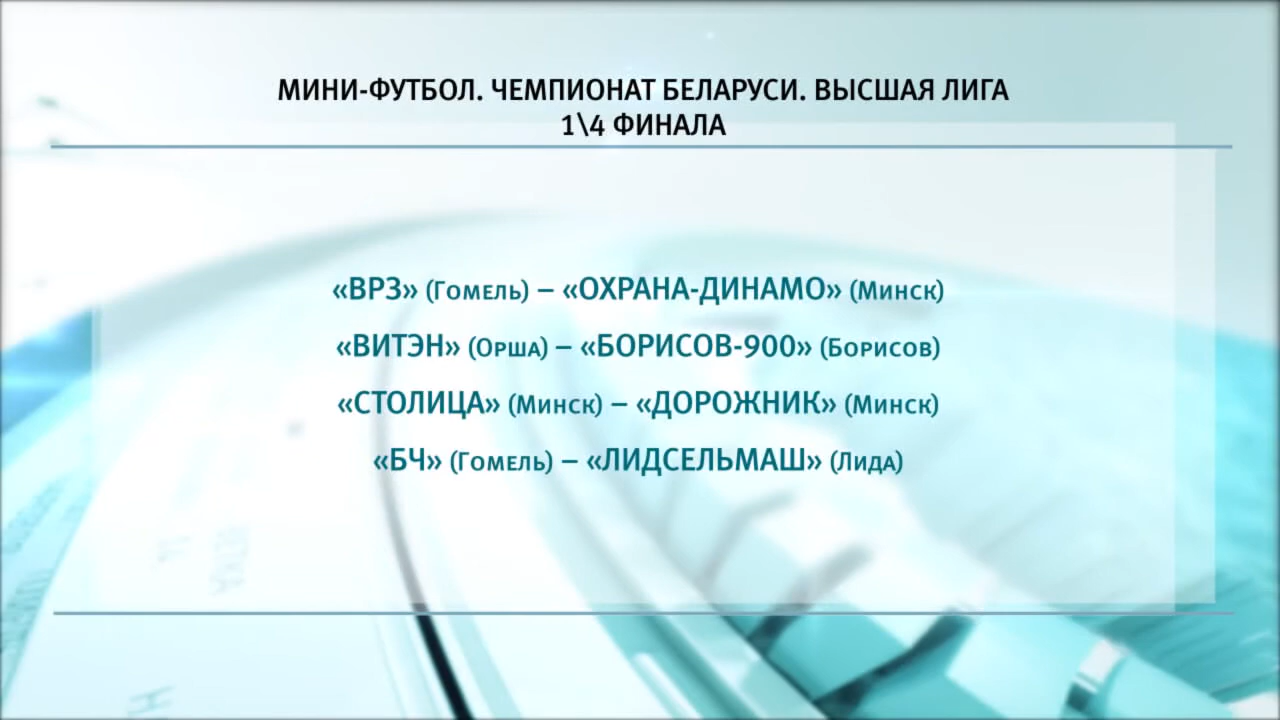 МИНИ-ФУТБОЛ. ЧЕМПИОНАТ БЕЛАРУСИ. ВЫСШАЯ ЛИГА
1\4 ФИНАЛА
«ВРЗ» (Гомель) – «ОХРАНА-ДИНАМО» (Минск)
«ВИТЭН» (Орша) – «БОРИСОВ-900» (Борисов)
«СТОЛИЦА» (Минск) – «ДОРОЖНИК» (Минск)
«БЧ» (Гомель) – «ЛИДСЕЛЬМАШ» (Лида)